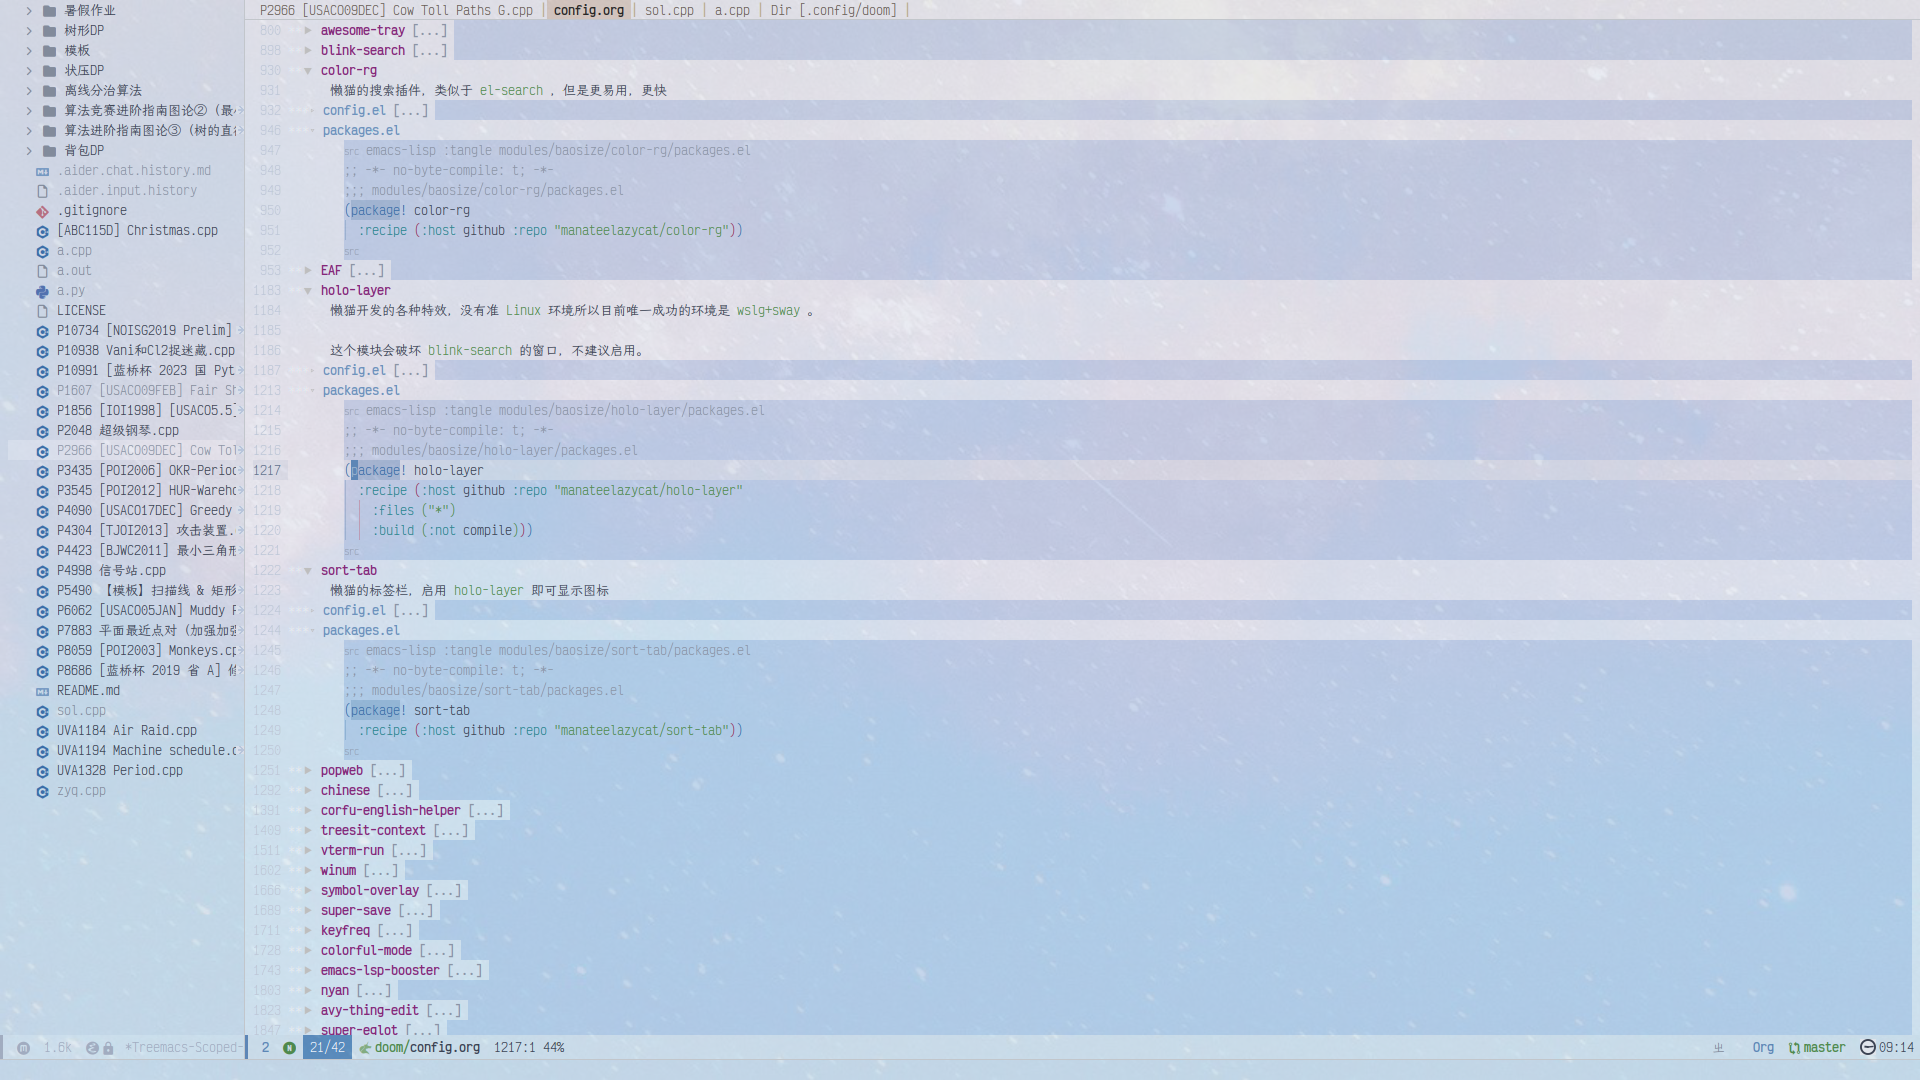 P2966 [USACO09DEC] Cow Toll Paths G.cpp | config.org | sol.cpp | a.cpp | Dir [.config/doom] |
暑假作业
树形DP
模板
状压DP
离线分治算法
算法竞赛进阶指南图论②（最
算法进阶指南图论③（树的直
背包DP
.aider.chat.history.md
.aider.input.history
.gitignore
[ABC115D] Christmas.cpp
a.cpp
a.out
a.py
LICENSE
P10734 [NOISG2019 Prelim]
P10938 Vani和Cl2捉迷藏.cpp
P10991 [蓝桥杯 2023 国 Pyt
P1607 [USACO09FEB] Fair Sh
P1856 [IOI1998] [USACO5.5]
P2048 超级钢琴.cpp
P2966 [USACO09DEC] Cow Tol
P3435 [POI2006] OKR-Period
P3545 [POI2012] HUR-Wareho
P4090 [USACO17DEC] Greedy
P4304 [TJOI2013] 攻击装置.
P4423 [BJWC2011] 最小三角形
P4998 信号站.cpp
P5490 【模板】扫描线 & 矩形
P6062 [USACO05JAN] Muddy F
P7883 平面最近点对（加强加强
P8059 [POI2003] Monkeys.cp
P8686 [蓝桥杯 2019 省 A] 修
README.md
sol.cpp
UVA1184 Air Raid.cpp
UVA1194 Machine schedule.c
UVA1328 Period.cpp
zyq.cpp
800 awesome-tray [...]
898 blink-search [...]
930 color-rg
931 懒猫的搜索插件，类似于 el-search ，但是更易用，更快
932 config.el [...]
946 packages.el
947 src emacs-lisp :tangle modules/baosize/color-rg/packages.el
948 ;; -*- no-byte-compile: t; -*-
949 ;;; modules/baosize/color-rg/packages.el
950 (package! color-rg
951 :recipe (:host github :repo "manateelazycat/color-rg"))
952 src
953 EAF [...]
1183 holo-layer
1184 懒猫开发的各种特效，没有准 Linux 环境所以目前唯一成功的环境是 wslg+sway 。
1185
1186 这个模块会破坏 blink-search 的窗口，不建议启用。
1187 config.el [...]
1213 packages.el
1214 src emacs-lisp :tangle modules/baosize/holo-layer/packages.el
1215 ;; -*- no-byte-compile: t; -*-
1216 ;;; modules/baosize/holo-layer/packages.el
1217 (package! holo-layer
1218 :recipe (:host github :repo "manateelazycat/holo-layer"
1219 :files ("*")
1220 :build (:not compile)))
1221 src
1222 sort-tab
1223 懒猫的标签栏，启用 holo-layer 即可显示图标
1224 config.el [...]
1244 packages.el
1245 src emacs-lisp :tangle modules/baosize/sort-tab/packages.el
1246 ;; -*- no-byte-compile: t; -*-
1247 ;;; modules/baosize/sort-tab/packages.el
1248 (package! sort-tab
1249 :recipe (:host github :repo "manateelazycat/sort-tab"))
1250 src
1251 popweb [...]
1292 chinese [...]
1391 corfu-english-helper [...]
1409 treesit-context [...]
1511 vterm-run [...]
1602 winum [...]
1666 symbol-overlay [...]
1689 super-save [...]
1711 keyfreq [...]
1728 colorful-mode [...]
1743 emacs-lsp-booster [...]
1803 nyan [...]
1823 avy-thing-edit [...]
1847 super-eglot [...]
1.6k *Treemacs-Scoped- 2 N 21/42 doom/config.org 1217:1 44% Org master 09:14